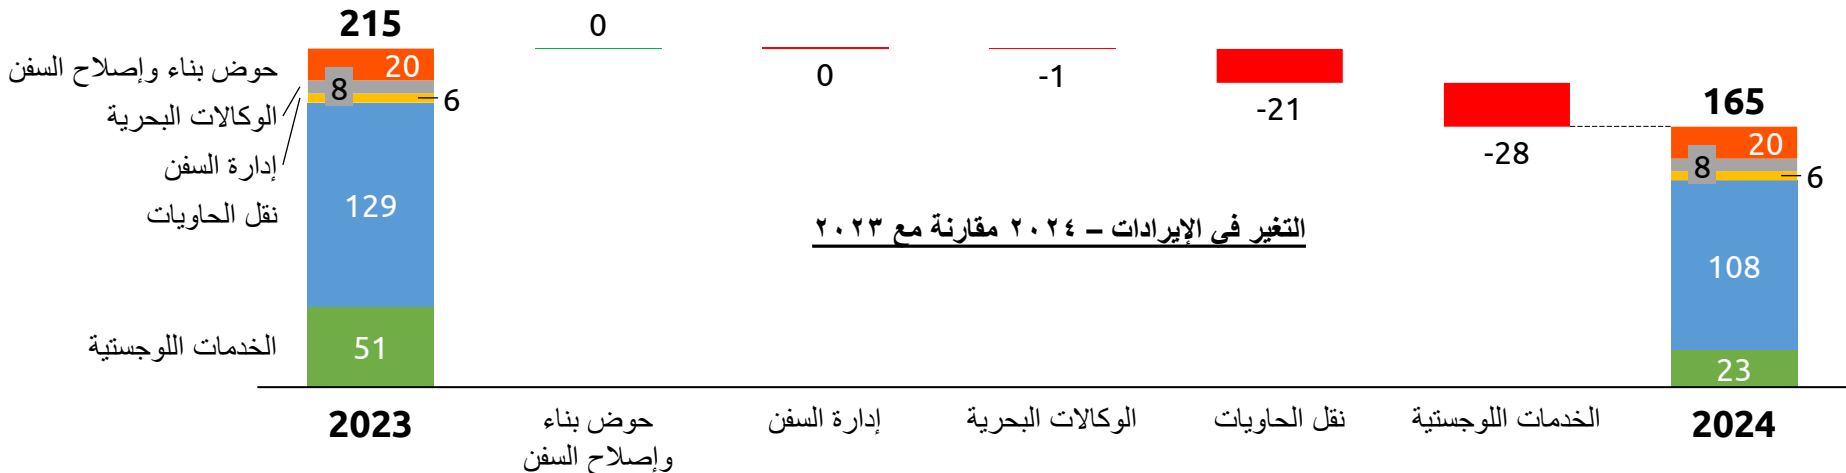 215
0
20
حوض بناء وإصلاح السفن
8
0
-1
6
الوكالات البحرية
-21
165
إدارة السفن
-28
20
8
6
129
نقل الحاويات
التغير في الإيرادات – ٢٠٢٤ مقارنة مع ٢٠٢٣
108
الخدمات اللوجستية
51
23
2023
حوض بناء
وإصلاح السفن
إدارة السفن
الوكالات البحرية
نقل الحاويات
الخدمات اللوجستية
2024